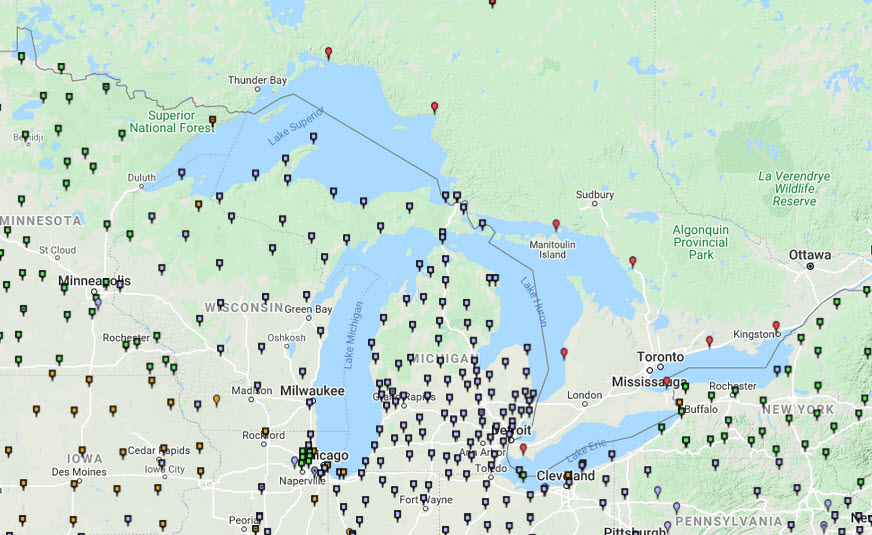 Thunder Bay
Superior
National Forest
Lake Superior
Bemidji
Duluth
Sudbury
La Verendrye
Wildlife
Reserve
MINNESOTA
Manitoulin
Island
Algonquin
Provincial
Park
Ottawa
St Cloud
Minneapolis
WISCONSIN
Green Bay
Lake Michigan
Lake Huron
Kingston
Rochester
Oshkosh
MICHIGAN
Toronto
Mississauga
Rochester
Madison
Milwaukee
Grand Rapids
London
Buffalo
NEW YORK
Rockford
Detroit
Ann Arbor
Lake Erie
IOWA
Cedar Rapids
Chicago
Des Moines
Iowa City
Naperville
Toledo
Cleveland
Fort Wayne
Peoria
PENNSYLVANIA
Pittsburgh